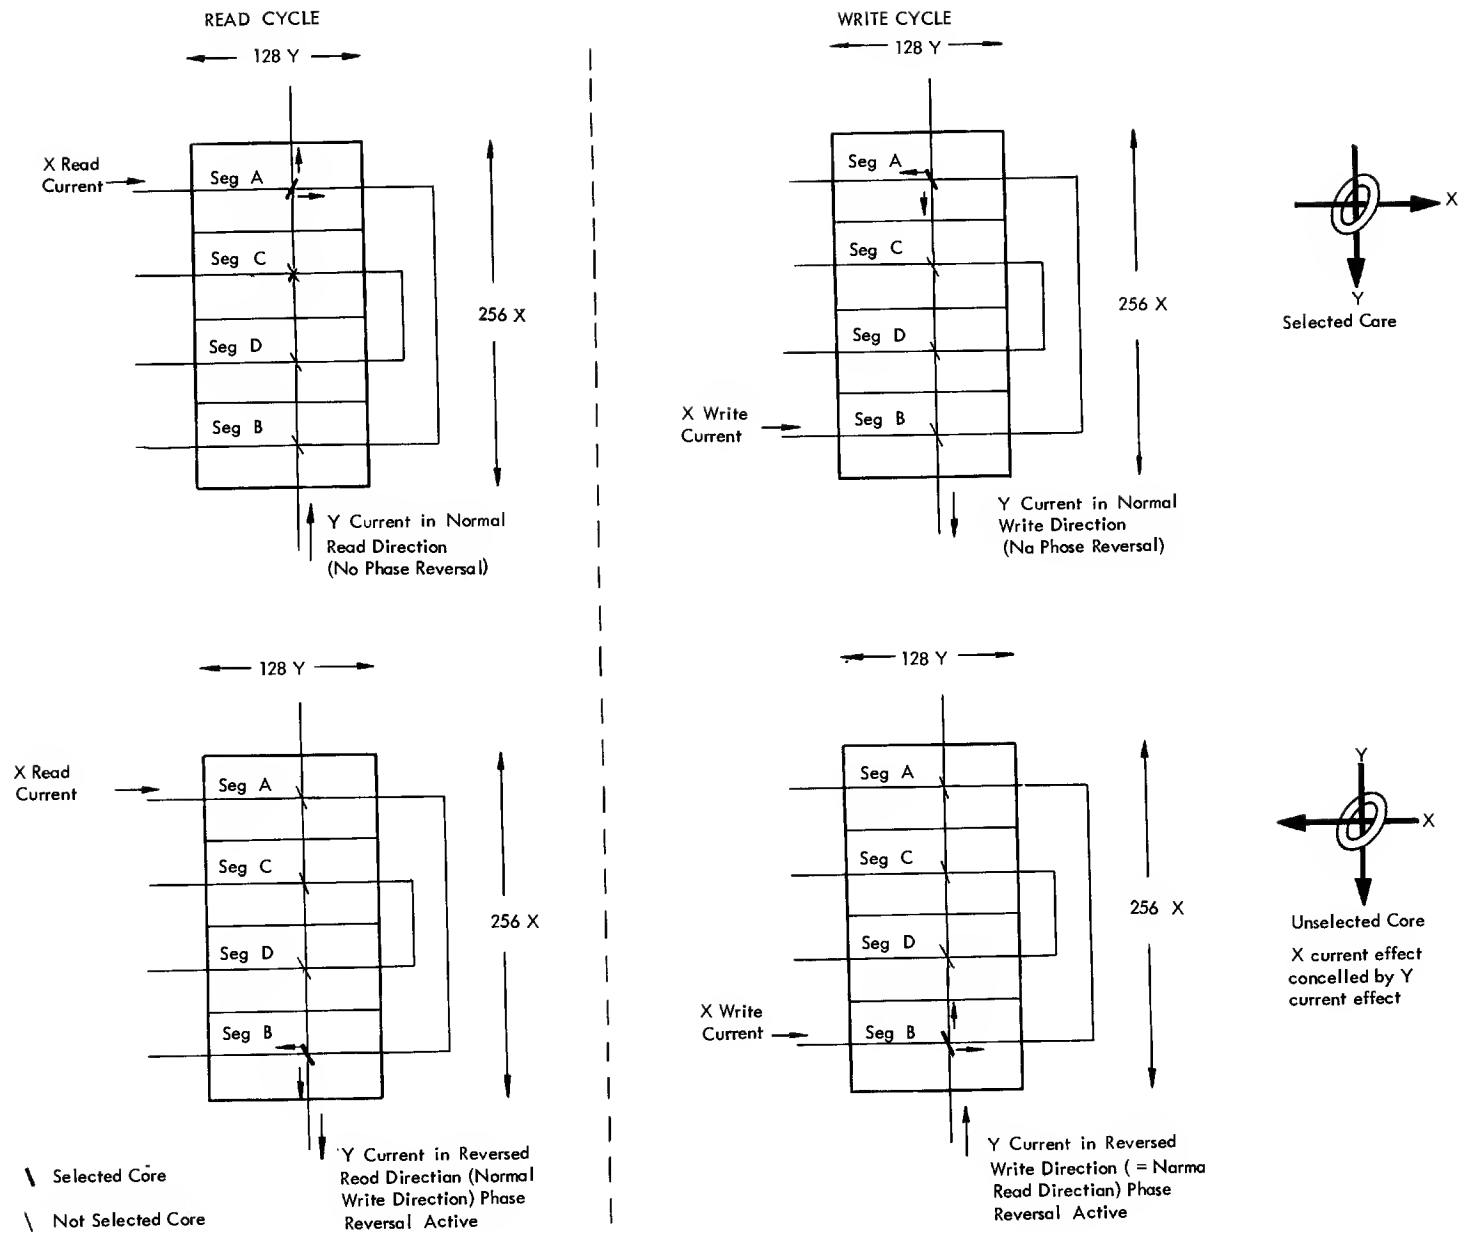 READ CYCLE
128 Y
X Read
Current
Seg A
Seg C
Seg D
Seg B
256 X
Y Current in Normal
Read Direction
(No Phase Reversal)
WRITE CYCLE
128 Y
Seg A
Seg C
Seg D
Seg B
X Write
Current
256 X
Y Current in Normal
Write Direction
(Na Phose Reversal)
X
Y
Selected Care
128 Y
X Read
Current
Seg A
Seg C
Seg D
Seg B
256 X
Y Current in Reversed
Reod Directian (Normal
Write Direction) Phase
Reversal Active
Selected Core
Not Selected Core
128 Y
Seg A
Seg C
Seg D
Seg B
X Write
Current
256 X
Y Current in Reversed
Write Direction ( = Narma
Read Directian) Phase
Reversal Active
Y
X
Unselected Core
X current effect
concelled by Y
current effect